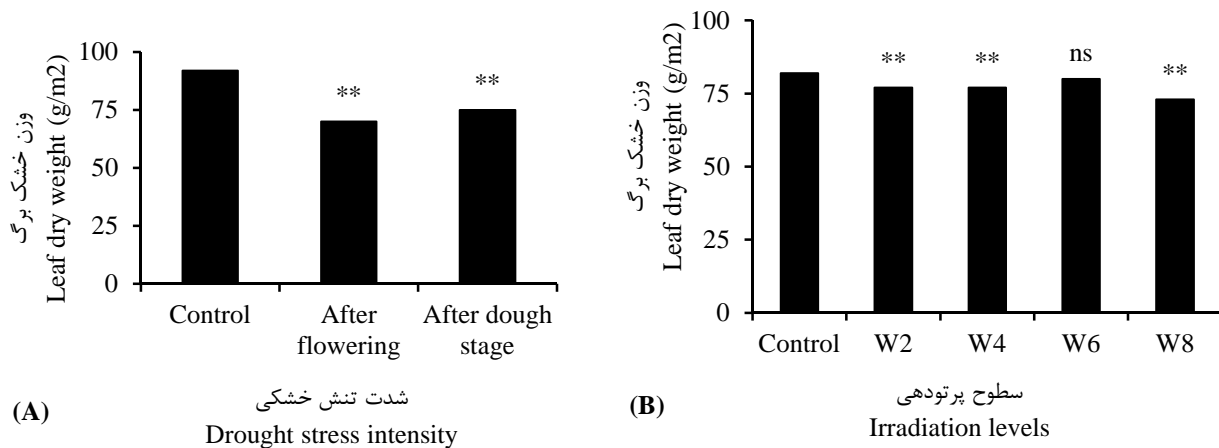 وزن خشک برگ
Leaf dry weight (g/m2)
100
75
50
25
0
**
**
Control
After flowering
After dough stage
شدت تنش خشکی
Drought stress intensity
(A)
وزن خشک برگ
Leaf dry weight (g/m2)
100
75
50
25
0
**
**
ns
**
Control
W2
W4
W6
W8
سطوح پرتودهی
Irradiation levels
(B)